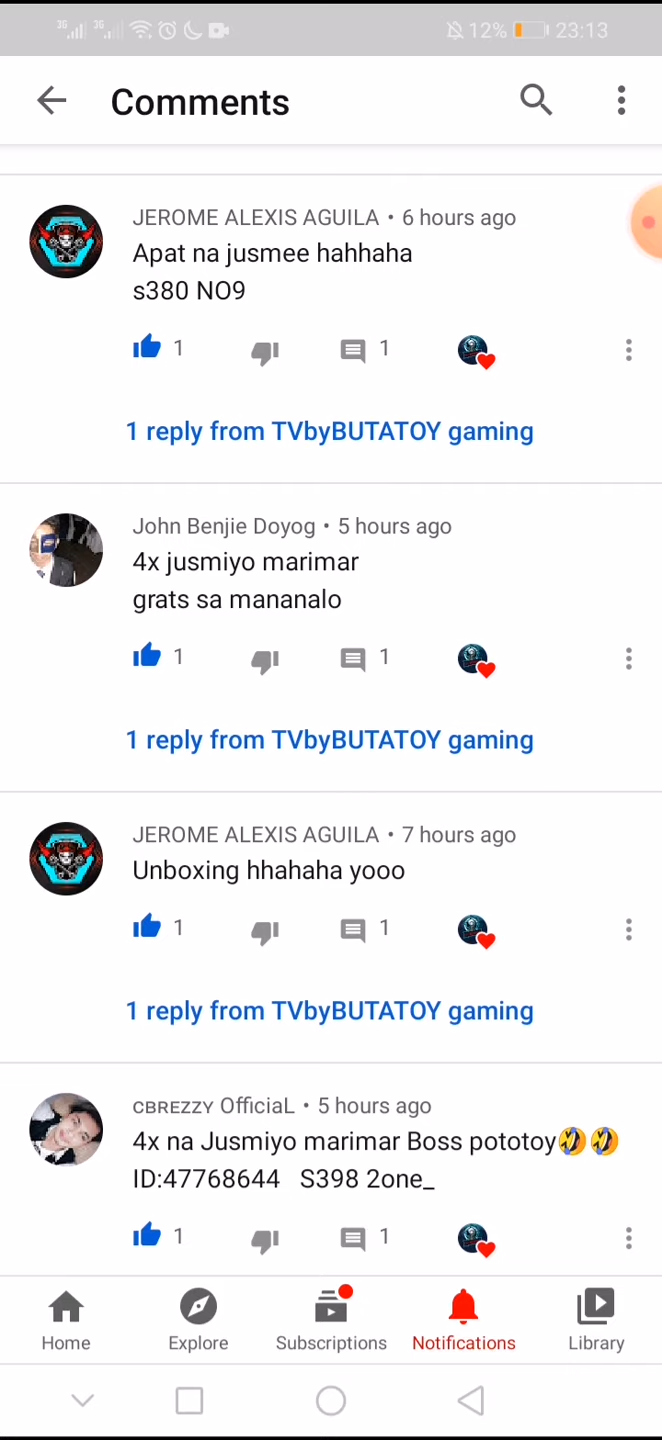 3G 3G 12% 23:13
Comments
JEROME ALEXIS AGUILA • 6 hours ago
Apat na jusmee hahhaha
s380 NO9
1 1
1 reply from TVbyBUTATOY gaming
John Benjie Doyog • 5 hours ago
4x jusmiyo marimar
grats sa mananalo
1 1
1 reply from TVbyBUTATOY gaming
JEROME ALEXIS AGUILA • 7 hours ago
Unboxing hhahaha yooo
1 1
1 reply from TVbyBUTATOY gaming
ᴄʙʀᴇᴢᴢʏ OfficiaL • 5 hours ago
4x na Jusmiyo marimar Boss pototoy🤣🤣
ID:47768644 S398 2one_
1 1
Home Explore Subscriptions Notifications Library